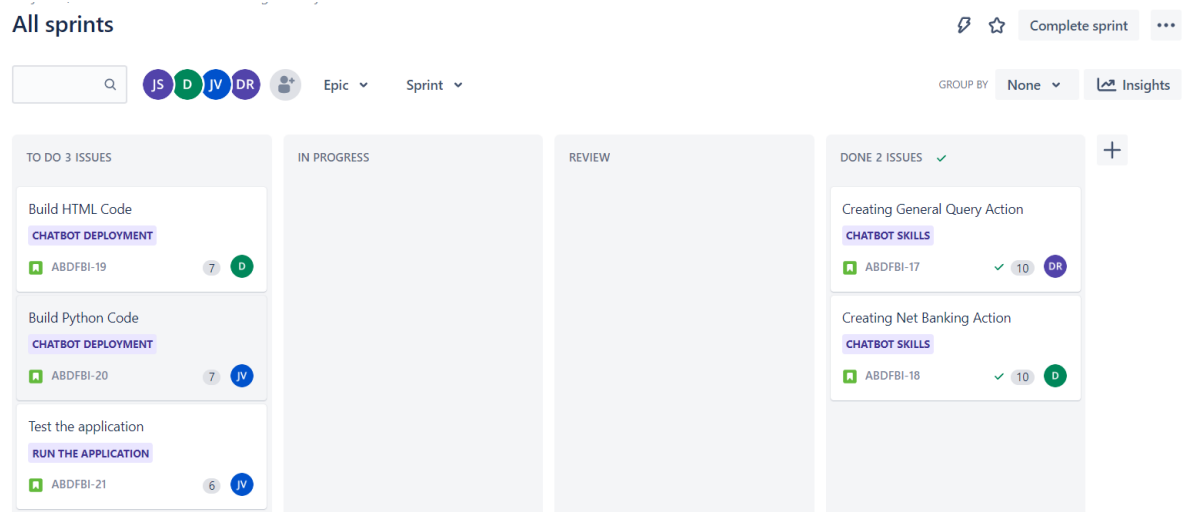 All sprints
Complete sprint
JS D JV DR
Epic
Sprint
GROUP BY
None
Insights
TO DO 3 ISSUES
Build HTML Code
CHATBOT DEPLOYMENT
ABDFBI-19
7
D
Build Python Code
CHATBOT DEPLOYMENT
ABDFBI-20
7
JV
Test the application
RUN THE APPLICATION
ABDFBI-21
6
JV
IN PROGRESS
REVIEW
DONE 2 ISSUES
Creating General Query Action
CHATBOT SKILLS
ABDFBI-17
10
DR
Creating Net Banking Action
CHATBOT SKILLS
ABDFBI-18
10
D